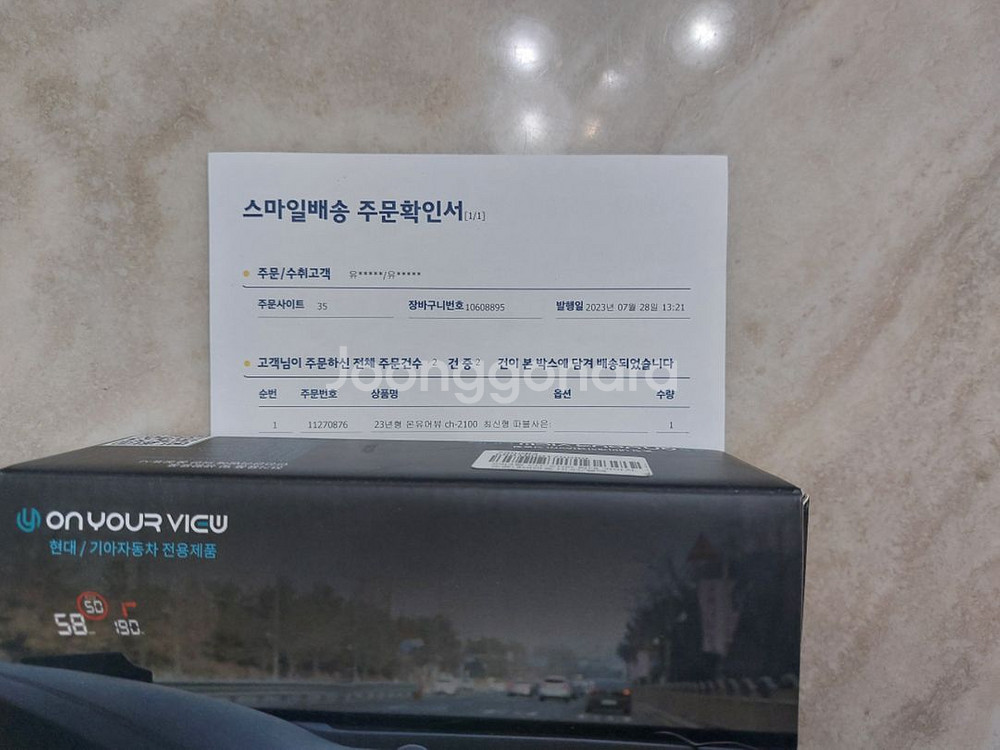 스마일배송 주문확인서[1/1]
주문/수취고객 유*****/유*****
주문사이트 35 장바구니번호 10608895 발행일 2023년 07월 28일 13:21
고객님이 주문하신 전체 주문건수 2 건 중 2 건이 본 박스에 담겨 배송되었습니다
Joonggonara
순번 주문번호 상품명 옵션 수량
1 11270876 23년형 온유어뷰 ch-2100 최신형 따블사은 1
ON YOUR VIEW
현대 / 기아자동차 전용제품
50
58 190